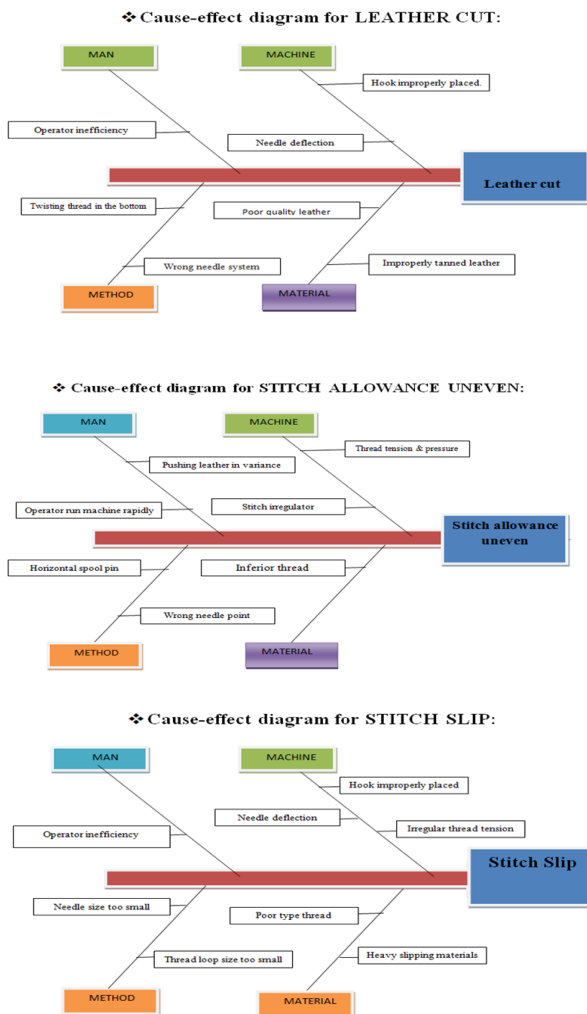 ❖ Cause-effect diagram for LEATHER CUT:
MAN
MACHINE
Hook improperly placed.
Operator inefficiency
Needle deflection
Leather cut
Twisting thread in the bottom
Poor quality leather
Wrong needle system
Improperly tanned leather
METHOD
MATERIAL
❖ Cause-effect diagram for STITCH ALLOWANCE UNEVEN:
MAN
MACHINE
Thread tension & pressure
Pushing leather in variance
Operator run machine rapidly
Stitch irregulator
Stitch allowance
uneven
Horizontal spool pin
Inferior thread
Wrong needle point
METHOD
MATERIAL
❖ Cause-effect diagram for STITCH SLIP:
MAN
MACHINE
Hook improperly placed
Needle deflection
Irregular thread tension
Operator inefficiency
Stitch Slip
Needle size too small
Poor type thread
Thread loop size too small
Heavy slipping materials
METHOD
MATERIAL